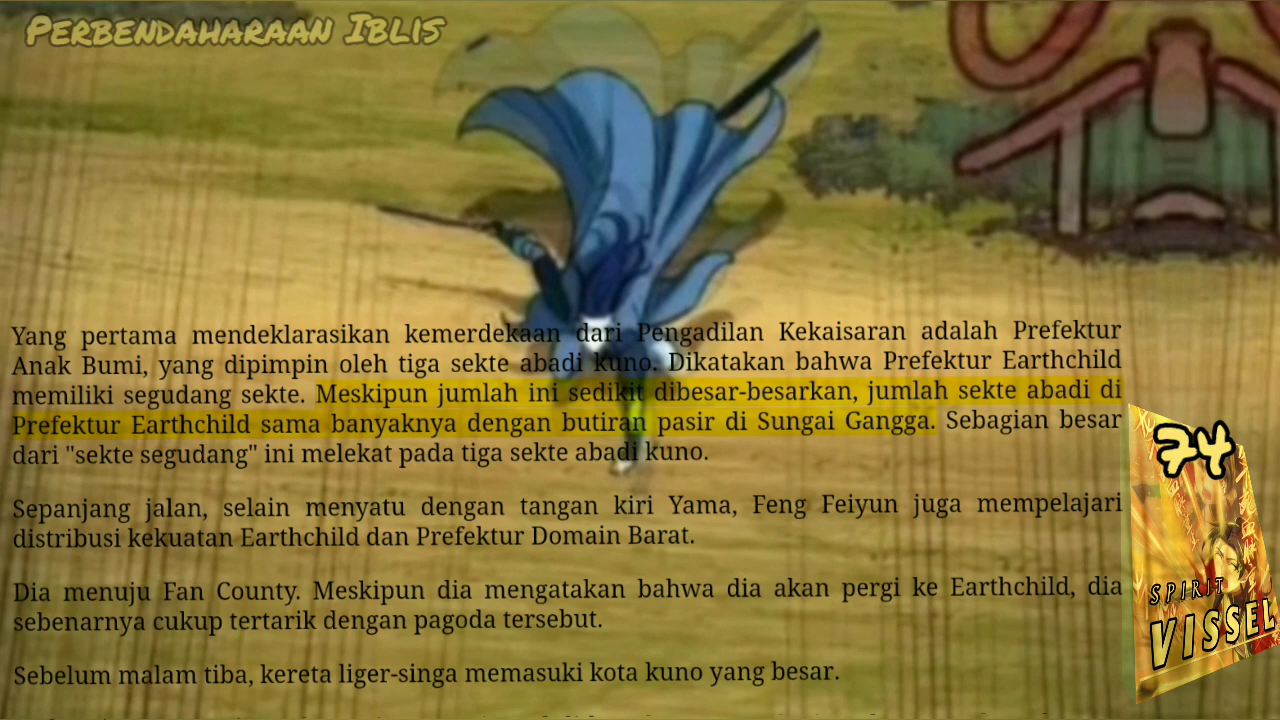 Perbendaharaan Iblis
Yang pertama mendeklarasikan kemerdekaan dari Pengadilan Kekaisaran adalah Prefektur
Anak Bumi, yang dipimpin oleh tiga sekte abadi kuno. Dikatakan bahwa Prefektur Earthchild
memiliki segudang sekte. Meskipun jumlah ini sedikit dibesar-besarkan, jumlah sekte abadi di
Prefektur Earthchild sama banyaknya dengan butiran pasir di Sungai Gangga. Sebagian besar
dari "sekte segudang" ini melekat pada tiga sekte abadi kuno.
Sepanjang jalan, selain menyatu dengan tangan kiri Yama, Feng Feiyun juga mempelajari
distribusi kekuatan Earthchild dan Prefektur Domain Barat.
Dia menuju Fan County. Meskipun dia mengatakan bahwa dia akan pergi ke Earthchild, dia
sebenarnya cukup tertarik dengan pagoda tersebut.
Sebelum malam tiba, kereta liger-singa memasuki kota kuno yang besar.
74
SPIRIT
VISSEL